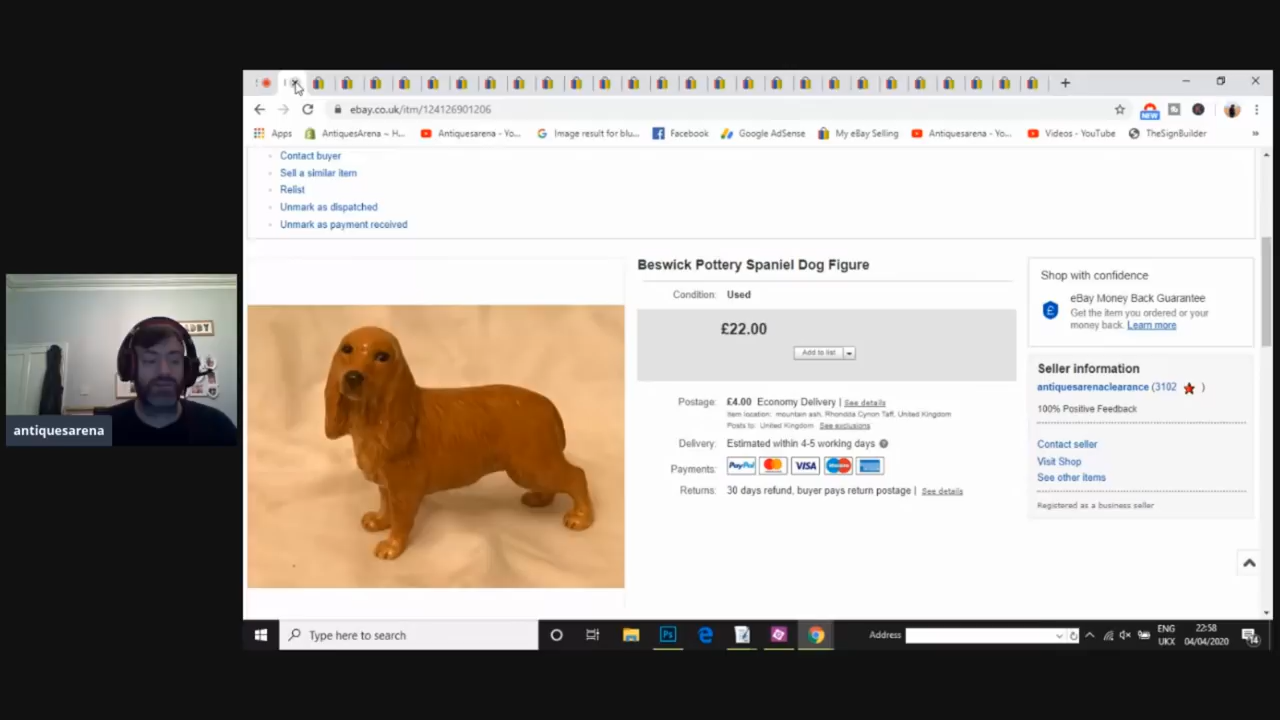 ebay.co.uk/itm/124126901206
Apps
AntiquesArena ~ H...
Antiquesarena - Yo...
Image result for blu...
Facebook
Google AdSense
My eBay Selling
Antiquesarena - Yo...
Videos - YouTube
TheSignBuilder
NEW
Contact buyer
Sell a similar item
Relist
Unmark as dispatched
Unmark as payment received
Beswick Pottery Spaniel Dog Figure
Condition: Used
£22.00
Add to list
Postage: £4.00 Economy Delivery | See details
Item location: mountain ash, Rhondda Cynon Taff, United Kingdom
Posts to: United Kingdom See exclusions
Delivery: Estimated within 4-5 working days
Payments: PayPal VISA
Returns: 30 days refund, buyer pays return postage | See details
Shop with confidence
eBay Money Back Guarantee
Get the item you ordered or your
money back. Learn more
Seller information
antiquesarenaclearance (3102 )
100% Positive Feedback
Contact seller
Visit Shop
See other items
Registered as a business seller
antiquesarena
Type here to search
Ps
Address
ENG
UKX
22:58
04/04/2020
14